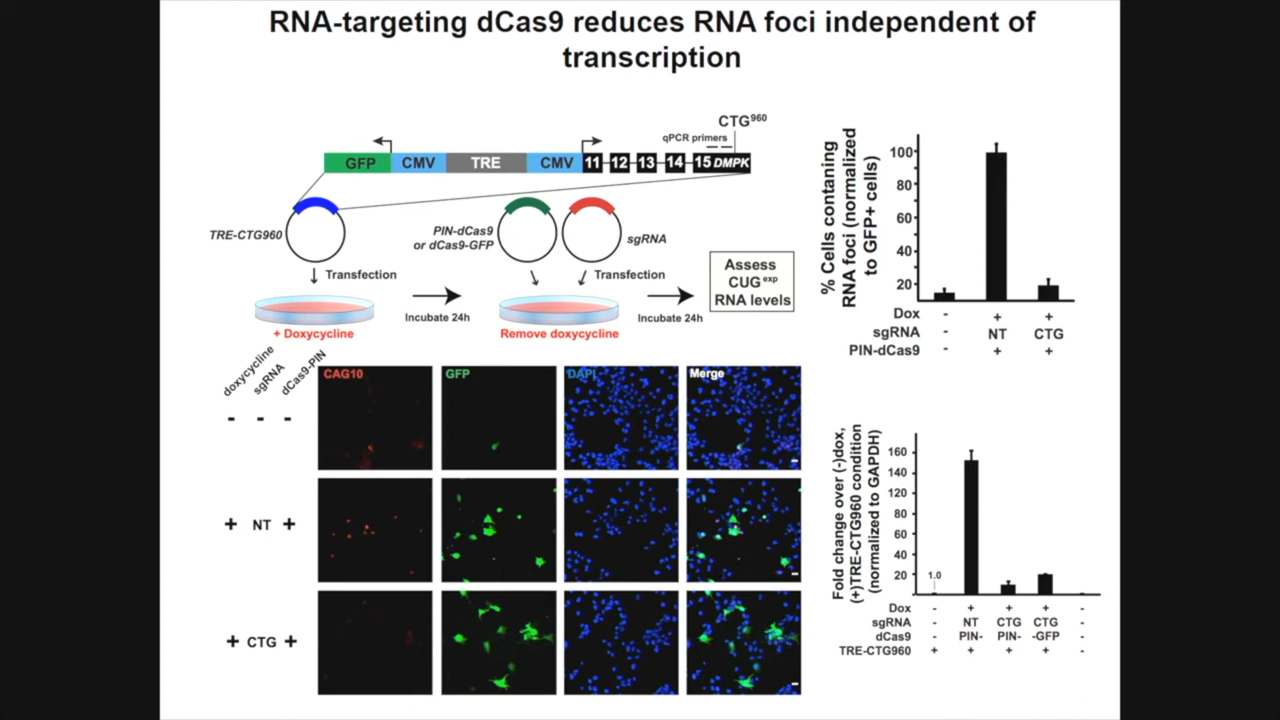 RNA-targeting dCas9 reduces RNA foci independent of
transcription
CTG960
qPCR primers
GFP CMV TRE CMV 11 12 13 14 15 DMPK
TRE-CTG960
PIN-dCas9
or dCas9-GFP
sgRNA
Transfection
Transfection
Incubate 24h
Incubate 24h
+ Doxycycline
Remove doxycycline
Assess
CUG exp
RNA levels
doxycycline
sgRNA
dCas9-PIN
CAG10 GFP DAPI Merge
- - -
+ NT +
+ CTG +
% Cells contaning
RNA foci (normalized
to GFP+ cells)
100
80
60
40
20
Dox - + +
sgRNA - NT CTG
PIN-dCas9 - + +
Fold change over (-)dox,
(+)TRE-CTG960 condition
(normalized to GAPDH)
160
140
120
100
80
60
40
20
1.0
Dox - + + + -
sgRNA - NT CTG CTG -
dCas9 - PIN- PIN- -GFP -
TRE-CTG960 + + + + -